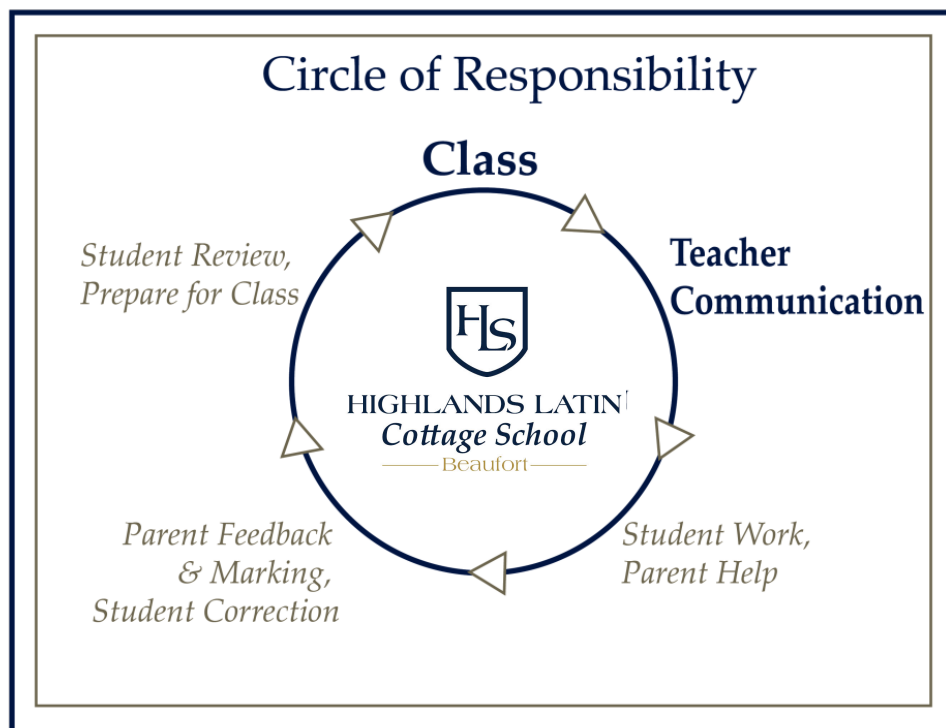 Circle of Responsibility
Class
Teacher
Communication
Student Work,
Parent Help
Parent Feedback
& Marking,
Student Correction
Student Review,
Prepare for Class
HLS
HIGHLANDS LATIN
Cottage School
Beaufort